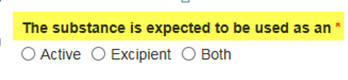 The substance is expected to be used as an *
Active Excipient Both